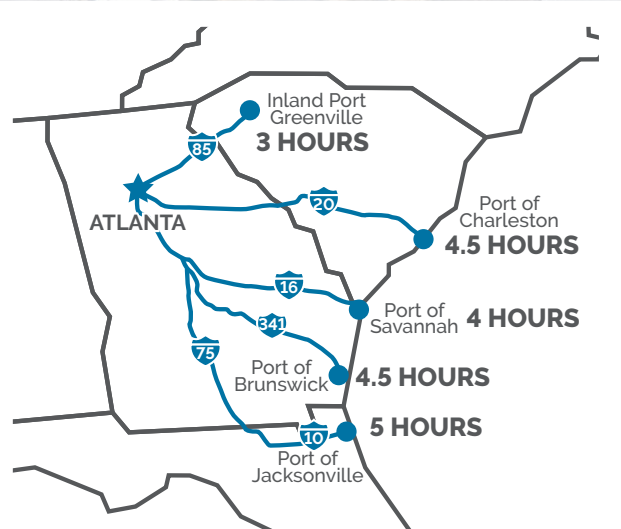 Inland Port
Greenville
3 HOURS
85
ATLANTA
20
Port of
Charleston
4.5 HOURS
16
Port of
Savannah
4 HOURS
341
75
Port of
Brunswick
4.5 HOURS
10
5 HOURS
Port of
Jacksonville